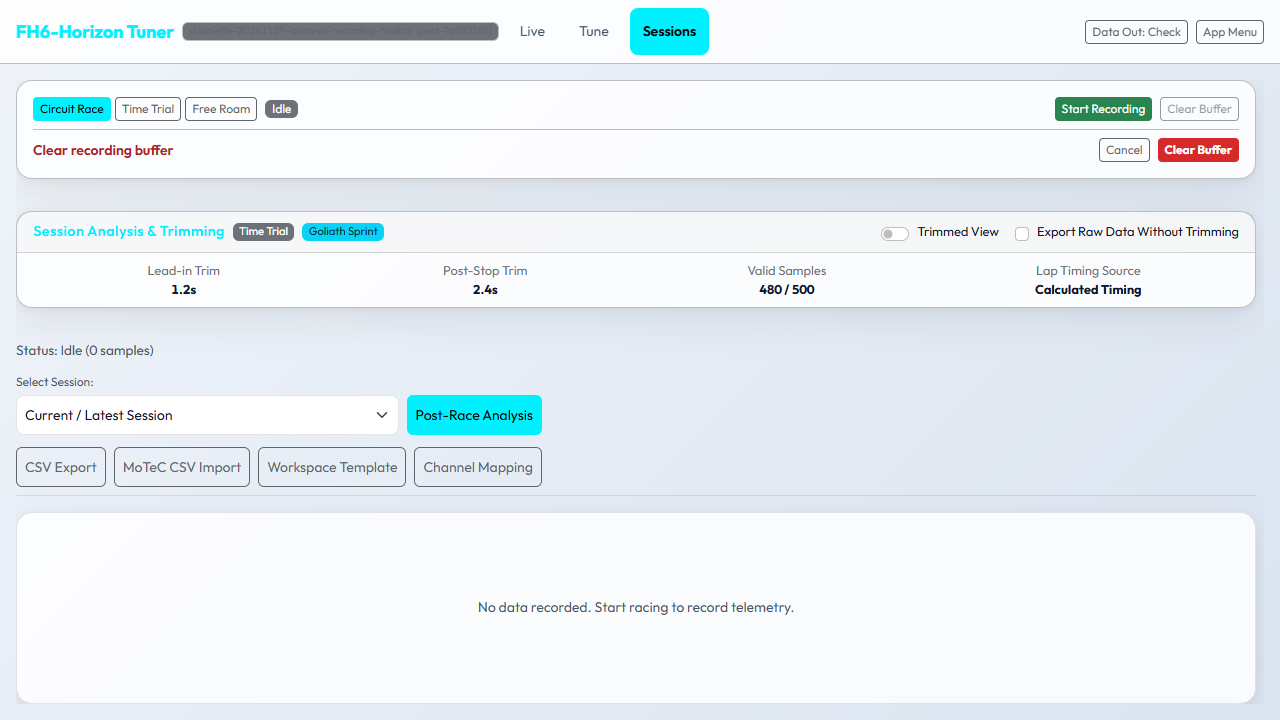 FH6-Horizon Tuner
Live
Tune
Sessions
Data Out: Check
App Menu
Circuit Race
Time Trial
Free Roam
Idle
Start Recording
Clear Buffer
Clear recording buffer
Cancel
Clear Buffer
Session Analysis & Trimming
Time Trial
Goliath Sprint
Trimmed View
Export Raw Data Without Trimming
Lead-in Trim
Post-Stop Trim
Valid Samples
Lap Timing Source
1.2s
2.4s
480 / 500
Calculated Timing
Status: Idle (0 samples)
Select Session:
Current / Latest Session
Post-Race Analysis
CSV Export
MoTeC CSV Import
Workspace Template
Channel Mapping
No data recorded. Start racing to record telemetry.